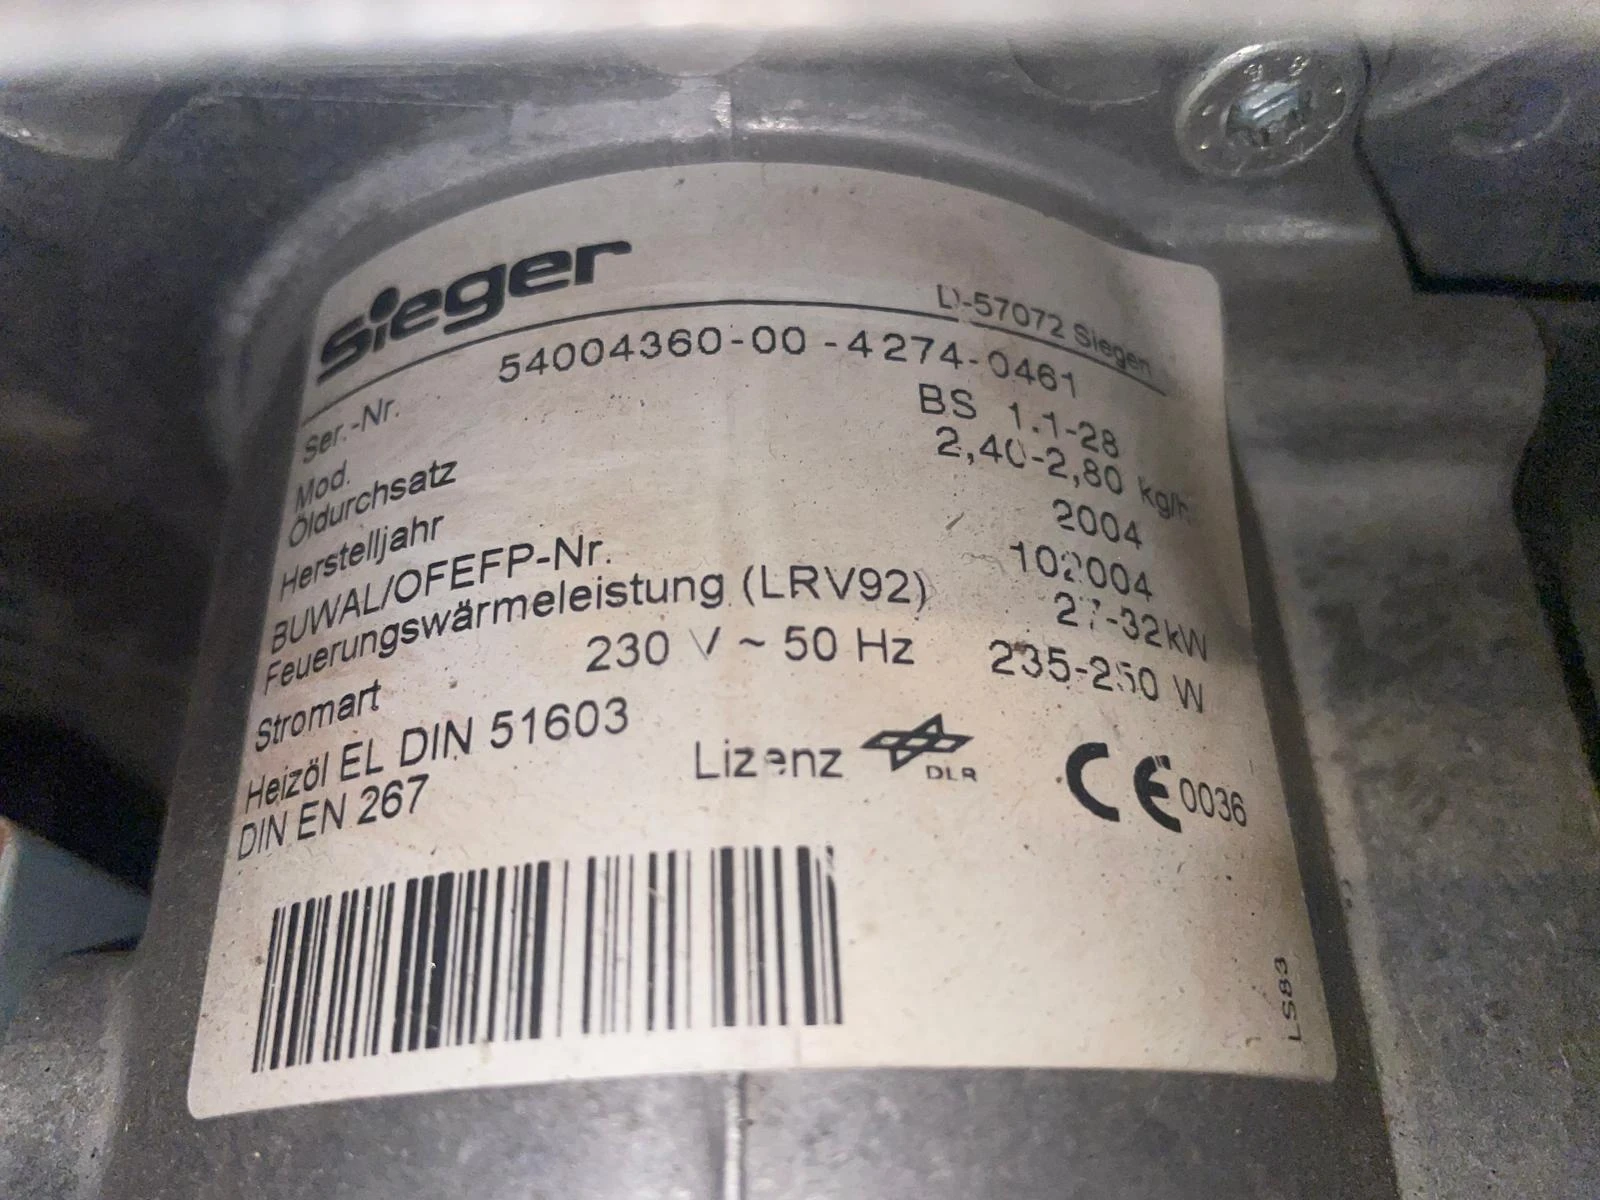 sieger
D-57072 Siegen
Ser.-Nr. 54004360-00 -4274-0461
Mod. BS 1.1-28
Öldurchsatz 2,40-2,80 kg/h
Herstelljahr 2004
BUWAL/OFEFP-Nr. 102004
Feuerungswärmeleistung (LRV92) 27-32kW
Stromart 230 V ~ 50 Hz 235-250 W
Heizöl EL DIN 51603
DIN EN 267
Lizenz DLR
CE 0036
LS83
8.8